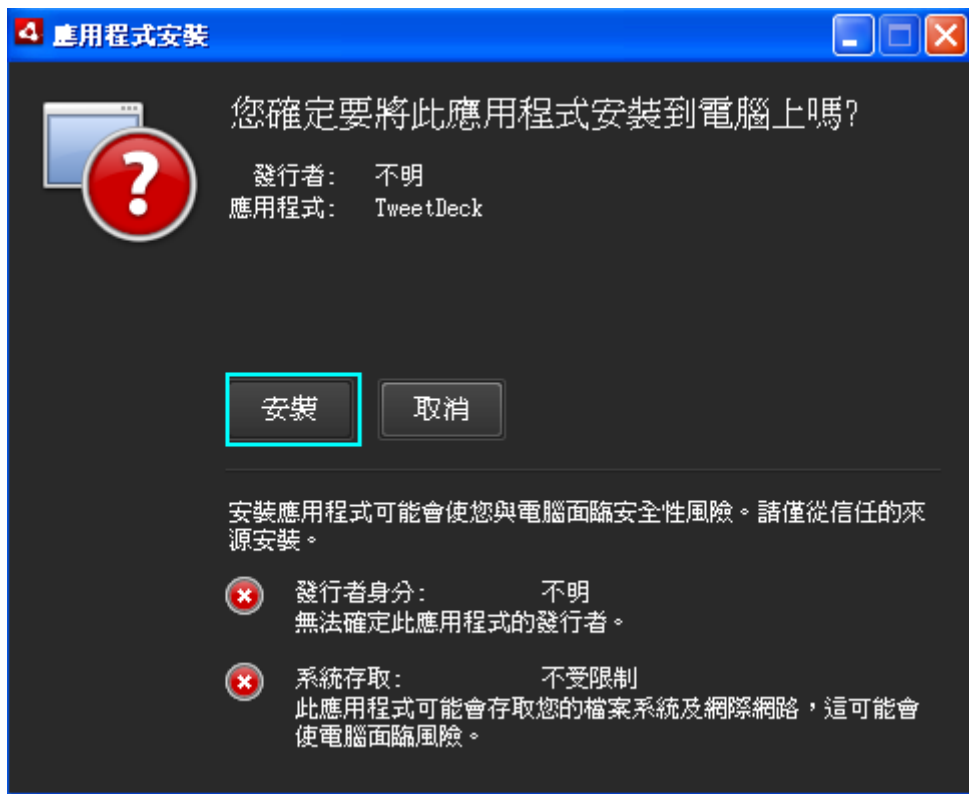 應用程式安裝
您確定要將此應用程式安裝到電腦上嗎?
發行者: 不明
應用程式: TweetDeck
安裝 取消
安裝應用程式可能會使您與電腦面臨安全性風險。請僅從信任的來
源安裝。
發行者身分: 不明
無法確定此應用程式的發行者。
系統存取: 不受限制
此應用程式可能會存取您的檔案系統及網際網路，這可能會
使電腦面臨風險。